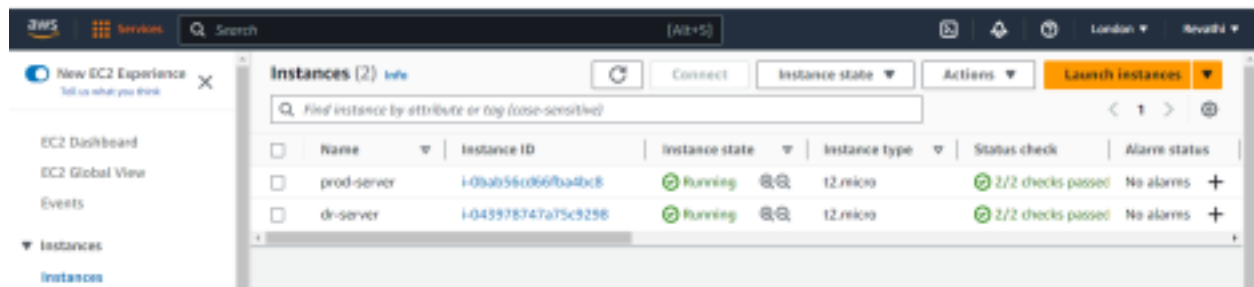 aws Services Search [Alt+S] London ▼ Revathi ▼
New EC2 Experience
Tell us what you think
EC2 Dashboard
EC2 Global View
Events
▼ Instances
Instances
Instances (2) Info Connect Instance state ▼ Actions ▼ Launch instances ▼
Find instance by attribute or tag (case-sensitive)
< 1 >
Name Instance ID Instance state Instance type Status check Alarm status
prod-server i-0bab56cd66fba4bc8 Running t2.micro 2/2 checks passed No alarms +
dr-server i-043978747a75c9298 Running t2.micro 2/2 checks passed No alarms +